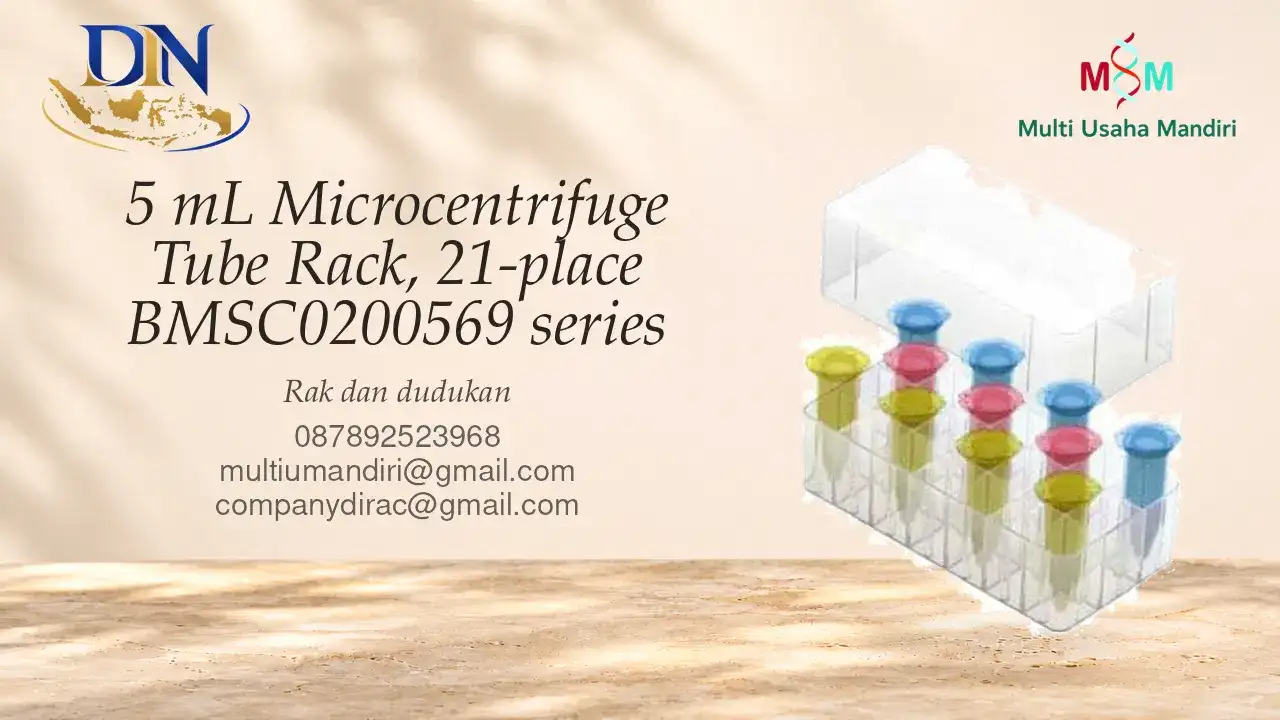 DIN
MSM
Multi Usaha Mandiri
5 mL Microcentrifuge
Tube Rack, 21-place
BMSC0200569 series
Rak dan dudukan
087892523968
multiumandiri@gmail.com
companydirac@gmail.com